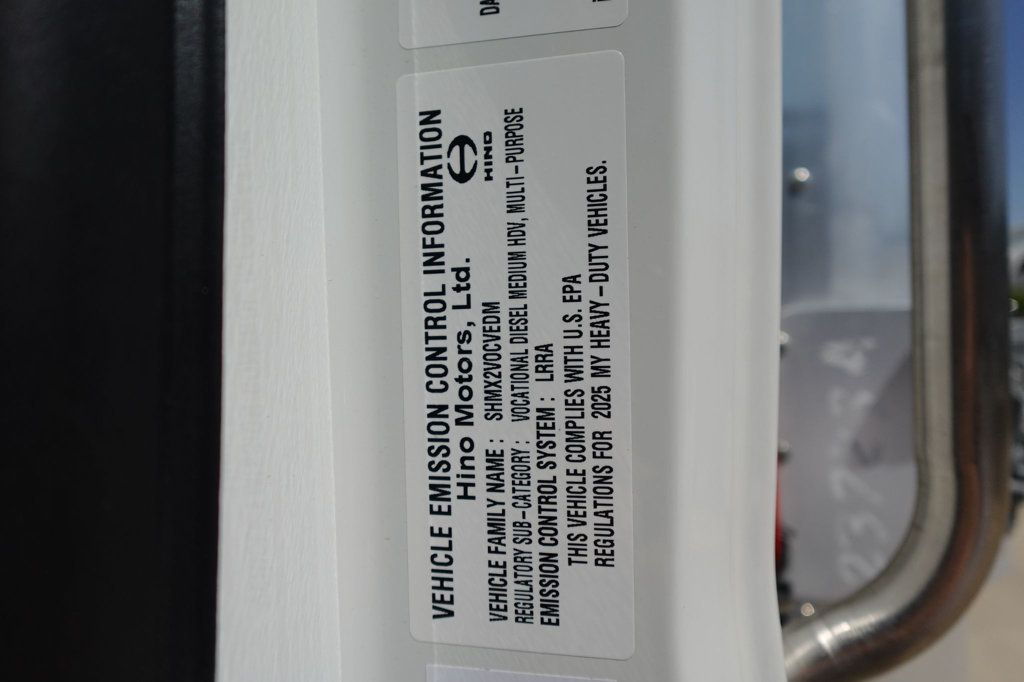 VEHICLE EMISSION CONTROL INFORMATION
Hino Motors, Ltd.
HINO
VEHICLE FAMILY NAME : SHMX2VOCVEDM
REGULATORY SUB-CATEGORY : VOCATIONAL DIESEL MEDIUM HDV, MULTI-PURPOSE
EMISSION CONTROL SYSTEM : LRRA
THIS VEHICLE COMPLIES WITH U.S. EPA
REGULATIONS FOR 2025 MY HEAVY-DUTY VEHICLES.